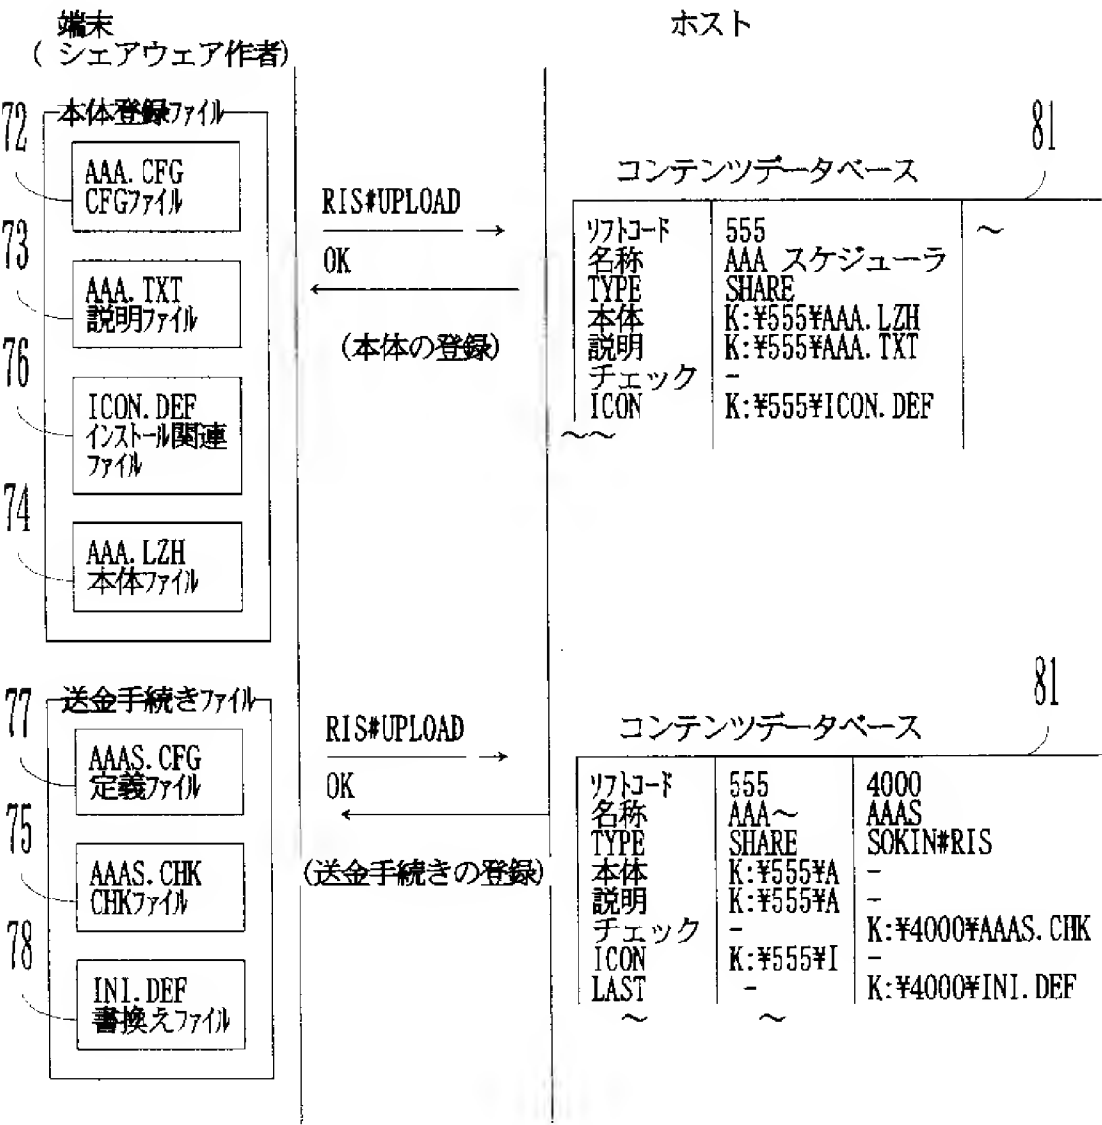 端末
( シェアウェア作者)
ホスト
72
本体登録ファイル
AAA. CFG
CFGファイル
73
AAA. TXT
説明ファイル
76
ICON. DEF
インストール関連
ファイル
74
AAA. LZH
本体ファイル
RIS#UPLOAD
OK
(本体の登録)
81
コンテンツデータベース
ソフトコード 555 ～
名称 AAA スケジューラ
TYPE SHARE
本体 K:¥555¥AAA. LZH
説明 K:¥555¥AAA. TXT
チェック -
ICON K:¥555¥ICON. DEF
～～
77
送金手続きファイル
AAAS. CFG
定義ファイル
75
AAAS. CHK
CHKファイル
78
INI. DEF
書換えファイル
RIS#UPLOAD
OK
(送金手続きの登録)
81
コンテンツデータベース
ソフトコード 555 4000
名称 AAA～ AAAS
TYPE SHARE SOKIN#RIS
本体 K:¥555¥A -
説明 K:¥555¥A -
チェック - K:¥4000¥AAAS. CHK
ICON K:¥555¥I -
LAST - K:¥4000¥INI. DEF
～ ～